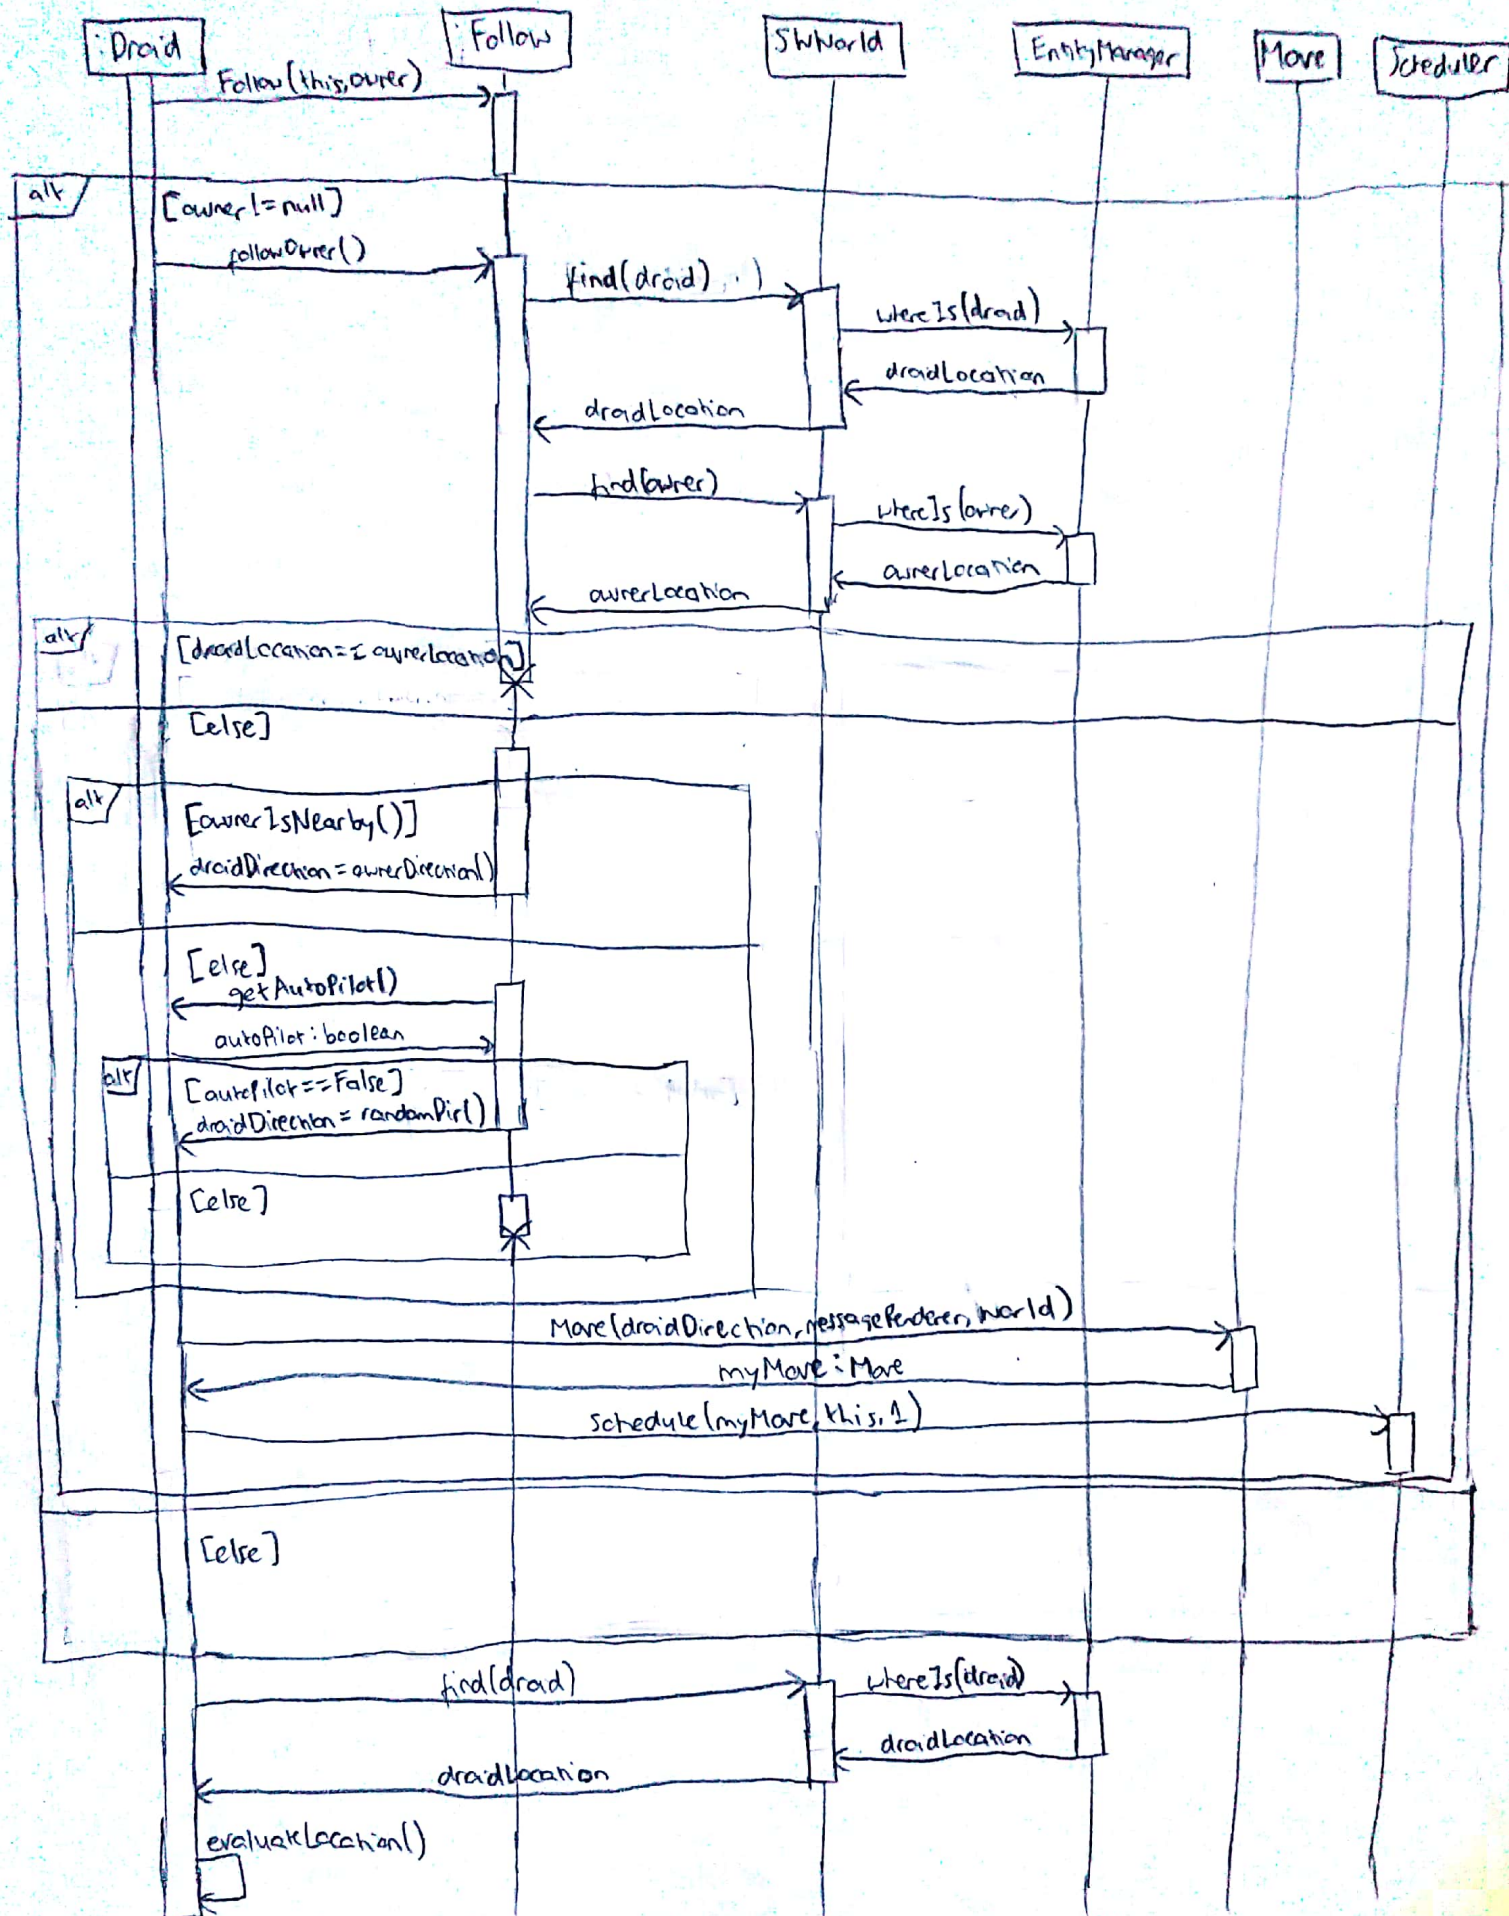 :Droid
:Follow
SWWorld
EntityManager
Move
Scheduler
Follow(this,owner)
alt
[owner!=null]
followOwner()
find(droid)
whereIs(droid)
droidLocation
droidLocation
find(owner)
whereIs(owner)
ownerLocation
ownerLocation
alt
[droidLocation== ownerLocation]
[else]
alt
[ownerIsNearby()]
droidDirection=ownerDirection()
[else]
getAutoPilot()
autoPilot:boolean
alt
[autoPilot==False]
droidDirection=randomDir()
[else]
Move(droidDirection,messageRenderer,world)
myMove:Move
schedule(myMove,this,1)
[else]
find(droid)
whereIs(droid)
droidLocation
droidLocation
evaluateLocation()